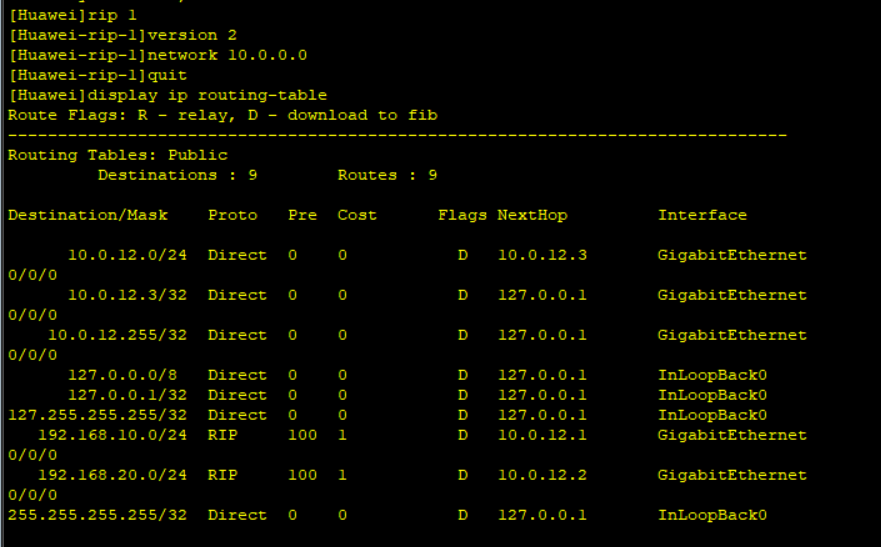 [Huawei]rip 1
[Huawei-rip-1]version 2
[Huawei-rip-1]network 10.0.0.0
[Huawei-rip-1]quit
[Huawei]display ip routing-table
Route Flags: R - relay, D - download to fib
------------------------------------------------------------------------------
Routing Tables: Public
         Destinations : 9        Routes : 9

Destination/Mask    Proto   Pre  Cost      Flags NextHop         Interface

      10.0.12.0/24  Direct  0    0           D   10.0.12.3       GigabitEthernet
0/0/0
      10.0.12.3/32  Direct  0    0           D   127.0.0.1       GigabitEthernet
0/0/0
    10.0.12.255/32  Direct  0    0           D   127.0.0.1       GigabitEthernet
0/0/0
      127.0.0.0/8   Direct  0    0           D   127.0.0.1       InLoopBack0
      127.0.0.1/32  Direct  0    0           D   127.0.0.1       InLoopBack0
127.255.255.255/32  Direct  0    0           D   127.0.0.1       InLoopBack0
   192.168.10.0/24  RIP     100  1           D   10.0.12.1       GigabitEthernet
0/0/0
   192.168.20.0/24  RIP     100  1           D   10.0.12.2       GigabitEthernet
0/0/0
255.255.255.255/32  Direct  0    0           D   127.0.0.1       InLoopBack0